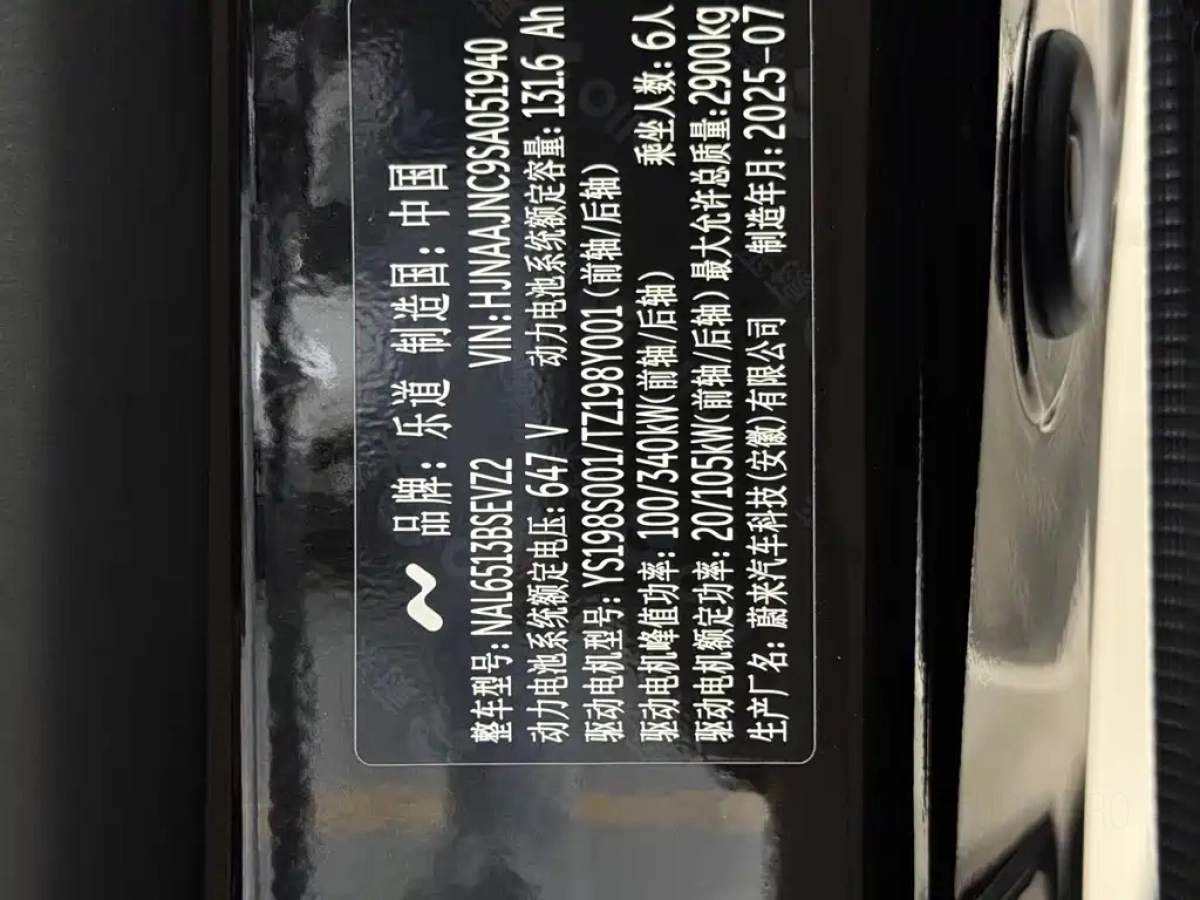 品牌: 乐道 制造国: 中国
整车型号: NAL6513BSEVZ2 VIN:HJNAAJNC9SA051940
动力电池系统额定电压: 647 V 动力电池系统额定容量: 131.6 Ah
驱动电机型号: YS198S001/TZ198Y001(前轴/后轴)
驱动电机峰值功率: 100/340kW(前轴/后轴) 乘坐人数: 6人
驱动电机额定功率: 20/105kW(前轴/后轴) 最大允许总质量:2900kg
生产厂名: 蔚来汽车科技(安徽)有限公司 制造年月:2025-07